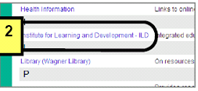 Health Information Links to online
2 Institute for Learning and Development - ILD integrated edu
Library (Wagner Library) On resources
P